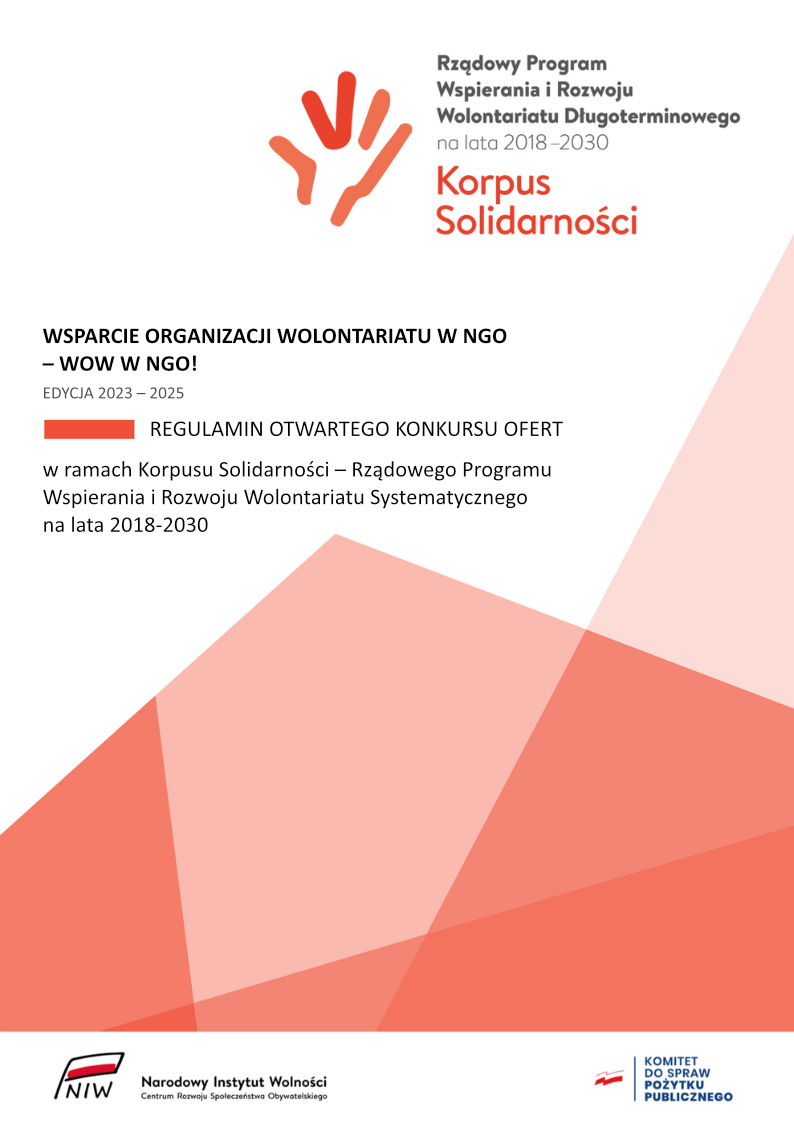 Rządowy Program
Wspierania i Rozwoju
Wolontariatu Długoterminowego
na lata 2018–2030
Korpus
Solidarności
WSPARCIE ORGANIZACJI WOLONTARIATU W NGO
– WOW W NGO!
EDYCJA 2023 – 2025
REGULAMIN OTWARTEGO KONKURSU OFERT
w ramach Korpusu Solidarności – Rządowego Programu
Wspierania i Rozwoju Wolontariatu Systematycznego
na lata 2018-2030
NIW
Narodowy Instytut Wolności
Centrum Rozwoju Społeczeństwa Obywatelskiego
KOMITET
DO SPRAW
POŻYTKU
PUBLICZNEGO